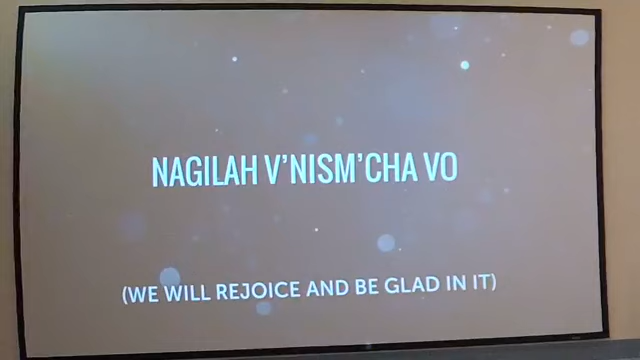 NAGILAH V'NISM'CHA VO
(WE WILL REJOICE AND BE GLAD IN IT)